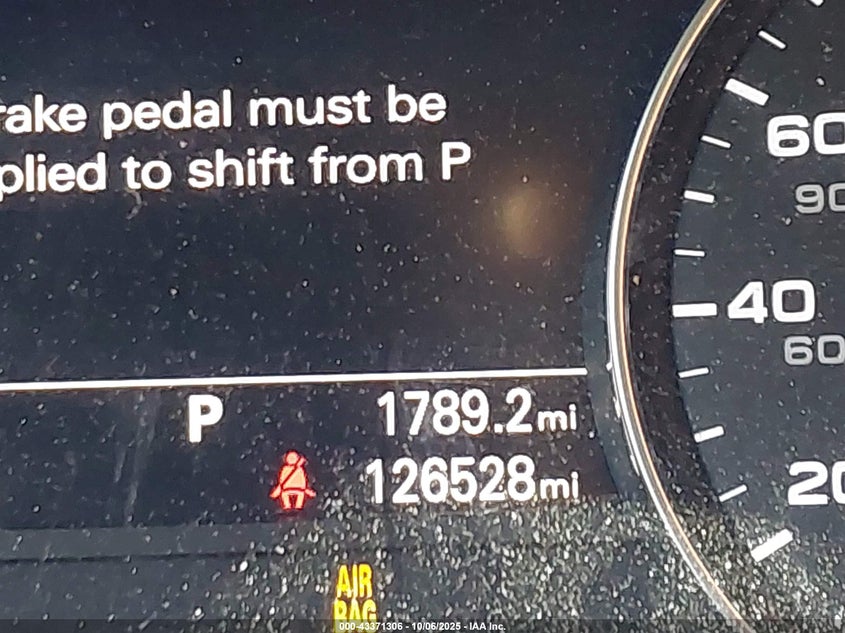 rake pedal must be
plied to shift from P
60
90
40
60
P 1789.2mi
126528mi
20
AIR
BAG
000-43371306 - 10/06/2025 - IAA Inc.